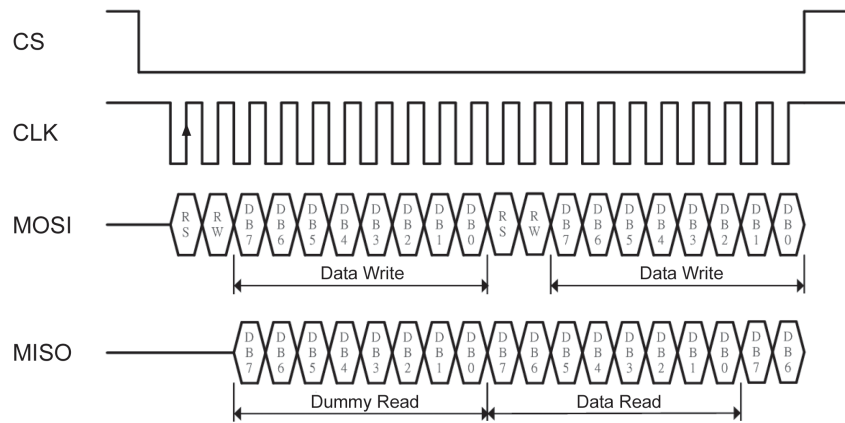 CS
CLK
MOSI
RS RW DB7 DB6 DB5 DB4 DB3 DB2 DB1 DB0 RS RW DB7 DB6 DB5 DB4 DB3 DB2 DB1 DB0
Data Write Data Write
MISO
DB7 DB6 DB5 DB4 DB3 DB2 DB1 DB0 DB7 DB6 DB5 DB4 DB3 DB2 DB1 DB0 DB7 DB6
Dummy Read Data Read